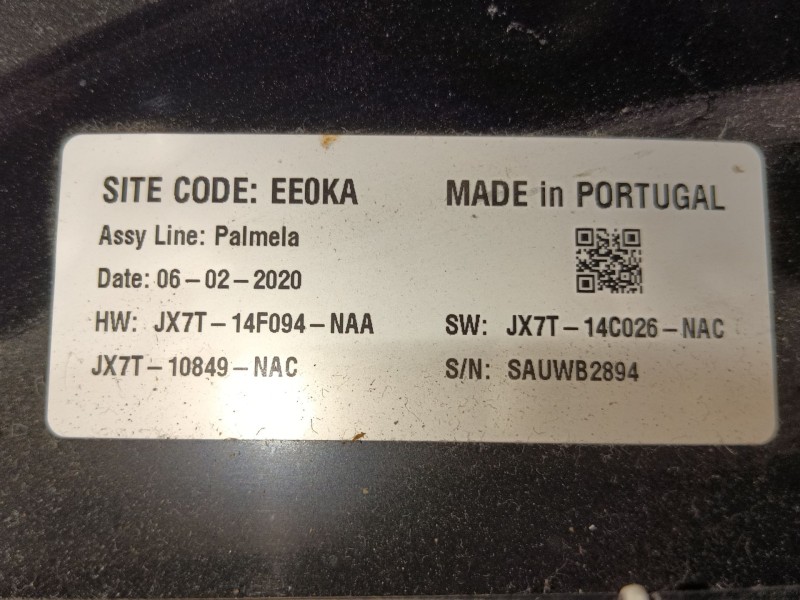 SITE CODE: EE0KA
MADE in PORTUGAL
Assy Line: Palmela
Date: 06-02-2020
HW: JX7T-14F094-NAA
SW: JX7T-14C026-NAC
JX7T-10849-NAC
S/N: SAUWB2894